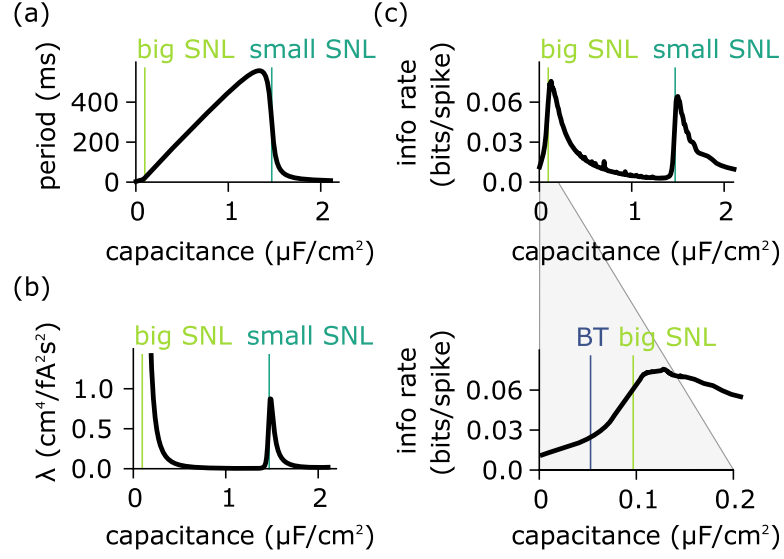 (a)
big SNL small SNL
period (ms)
400
200
0
0 1 2
capacitance (μF/cm²)
(b)
big SNL small SNL
λ (cm⁴/fA²s²)
1.0
0.5
0.0
0 1 2
capacitance (μF/cm²)
(c)
big SNL small SNL
info rate
(bits/spike)
0.06
0.03
0.0
0 1 2
capacitance (μF/cm²)
BT big SNL
info rate
(bits/spike)
0.06
0.03
0.0
0 0.1 0.2
capacitance (μF/cm²)